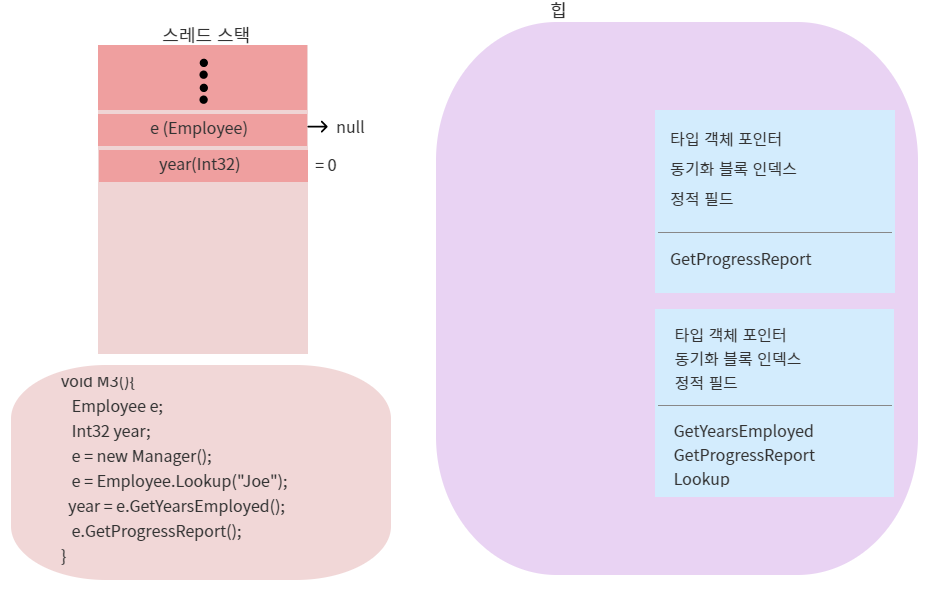 힙
스레드 스택
e (Employee)
null
year(Int32)
= 0
타입 객체 포인터
동기화 블록 인덱스
정적 필드
GetProgressReport
타입 객체 포인터
동기화 블록 인덱스
정적 필드
GetYearsEmployed
GetProgressReport
Lookup
void M3(){
Employee e;
Int32 year;
e = new Manager();
e = Employee.Lookup("Joe");
year = e.GetYearsEmployed();
e.GetProgressReport();
}